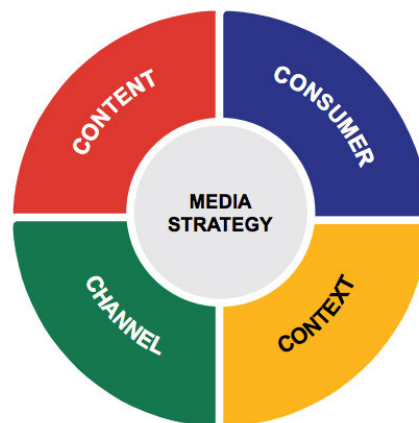 CONTENT
CONSUMER
MEDIA
STRATEGY
CHANNEL
CONTEXT